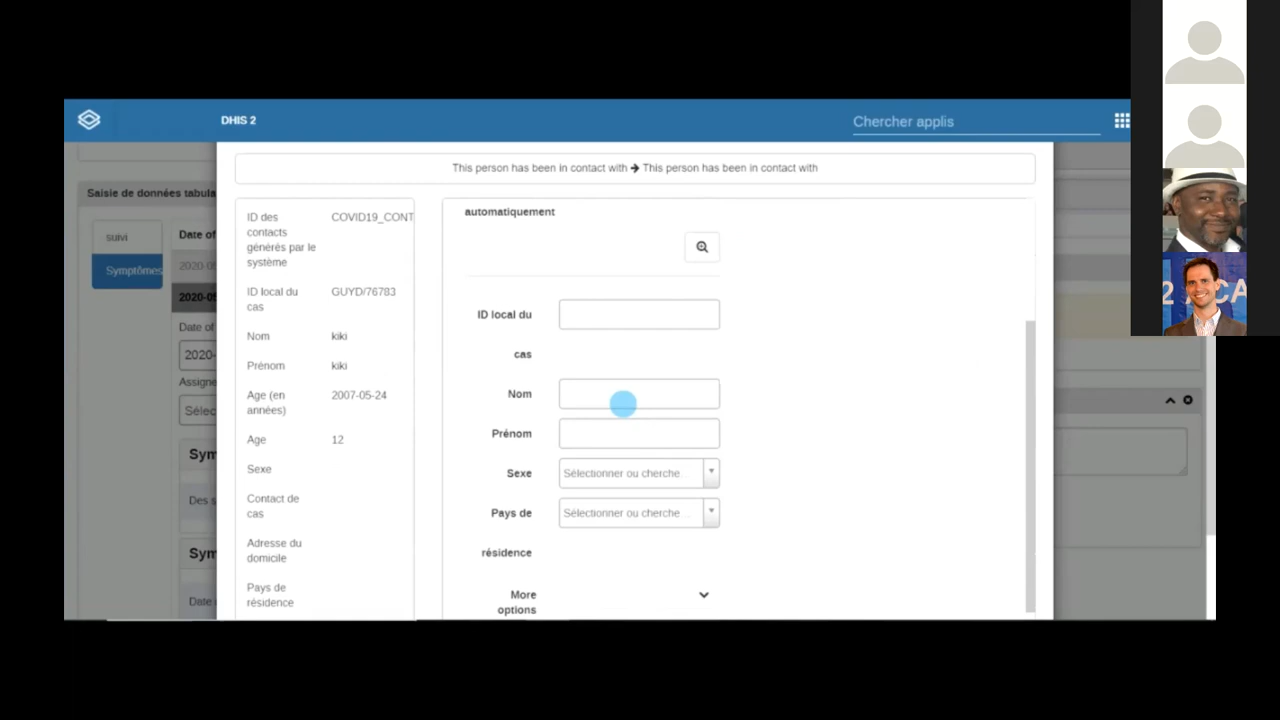 DHIS 2
Chercher applis
This person has been in contact with → This person has been in contact with
Saisie de données
suivi
Symptômes
Date of
2020-
Date of
2020-
Assigne
Sélec
Sym
Des s
Sym
Date
ID des
contacts
générés par le
système
COVID19_CONT
ID local du
cas
GUYD/76783
Nom
kiki
Prénom
kiki
Age (en
années)
2007-05-24
Age
12
Sexe
Contact de
cas
Adresse du
domicile
Pays de
résidence
automatiquement
ID local du
cas
Nom
Prénom
Sexe
Sélectionner ou cherche
Pays de
résidence
Sélectionner ou cherche...
More
options
2 ACA